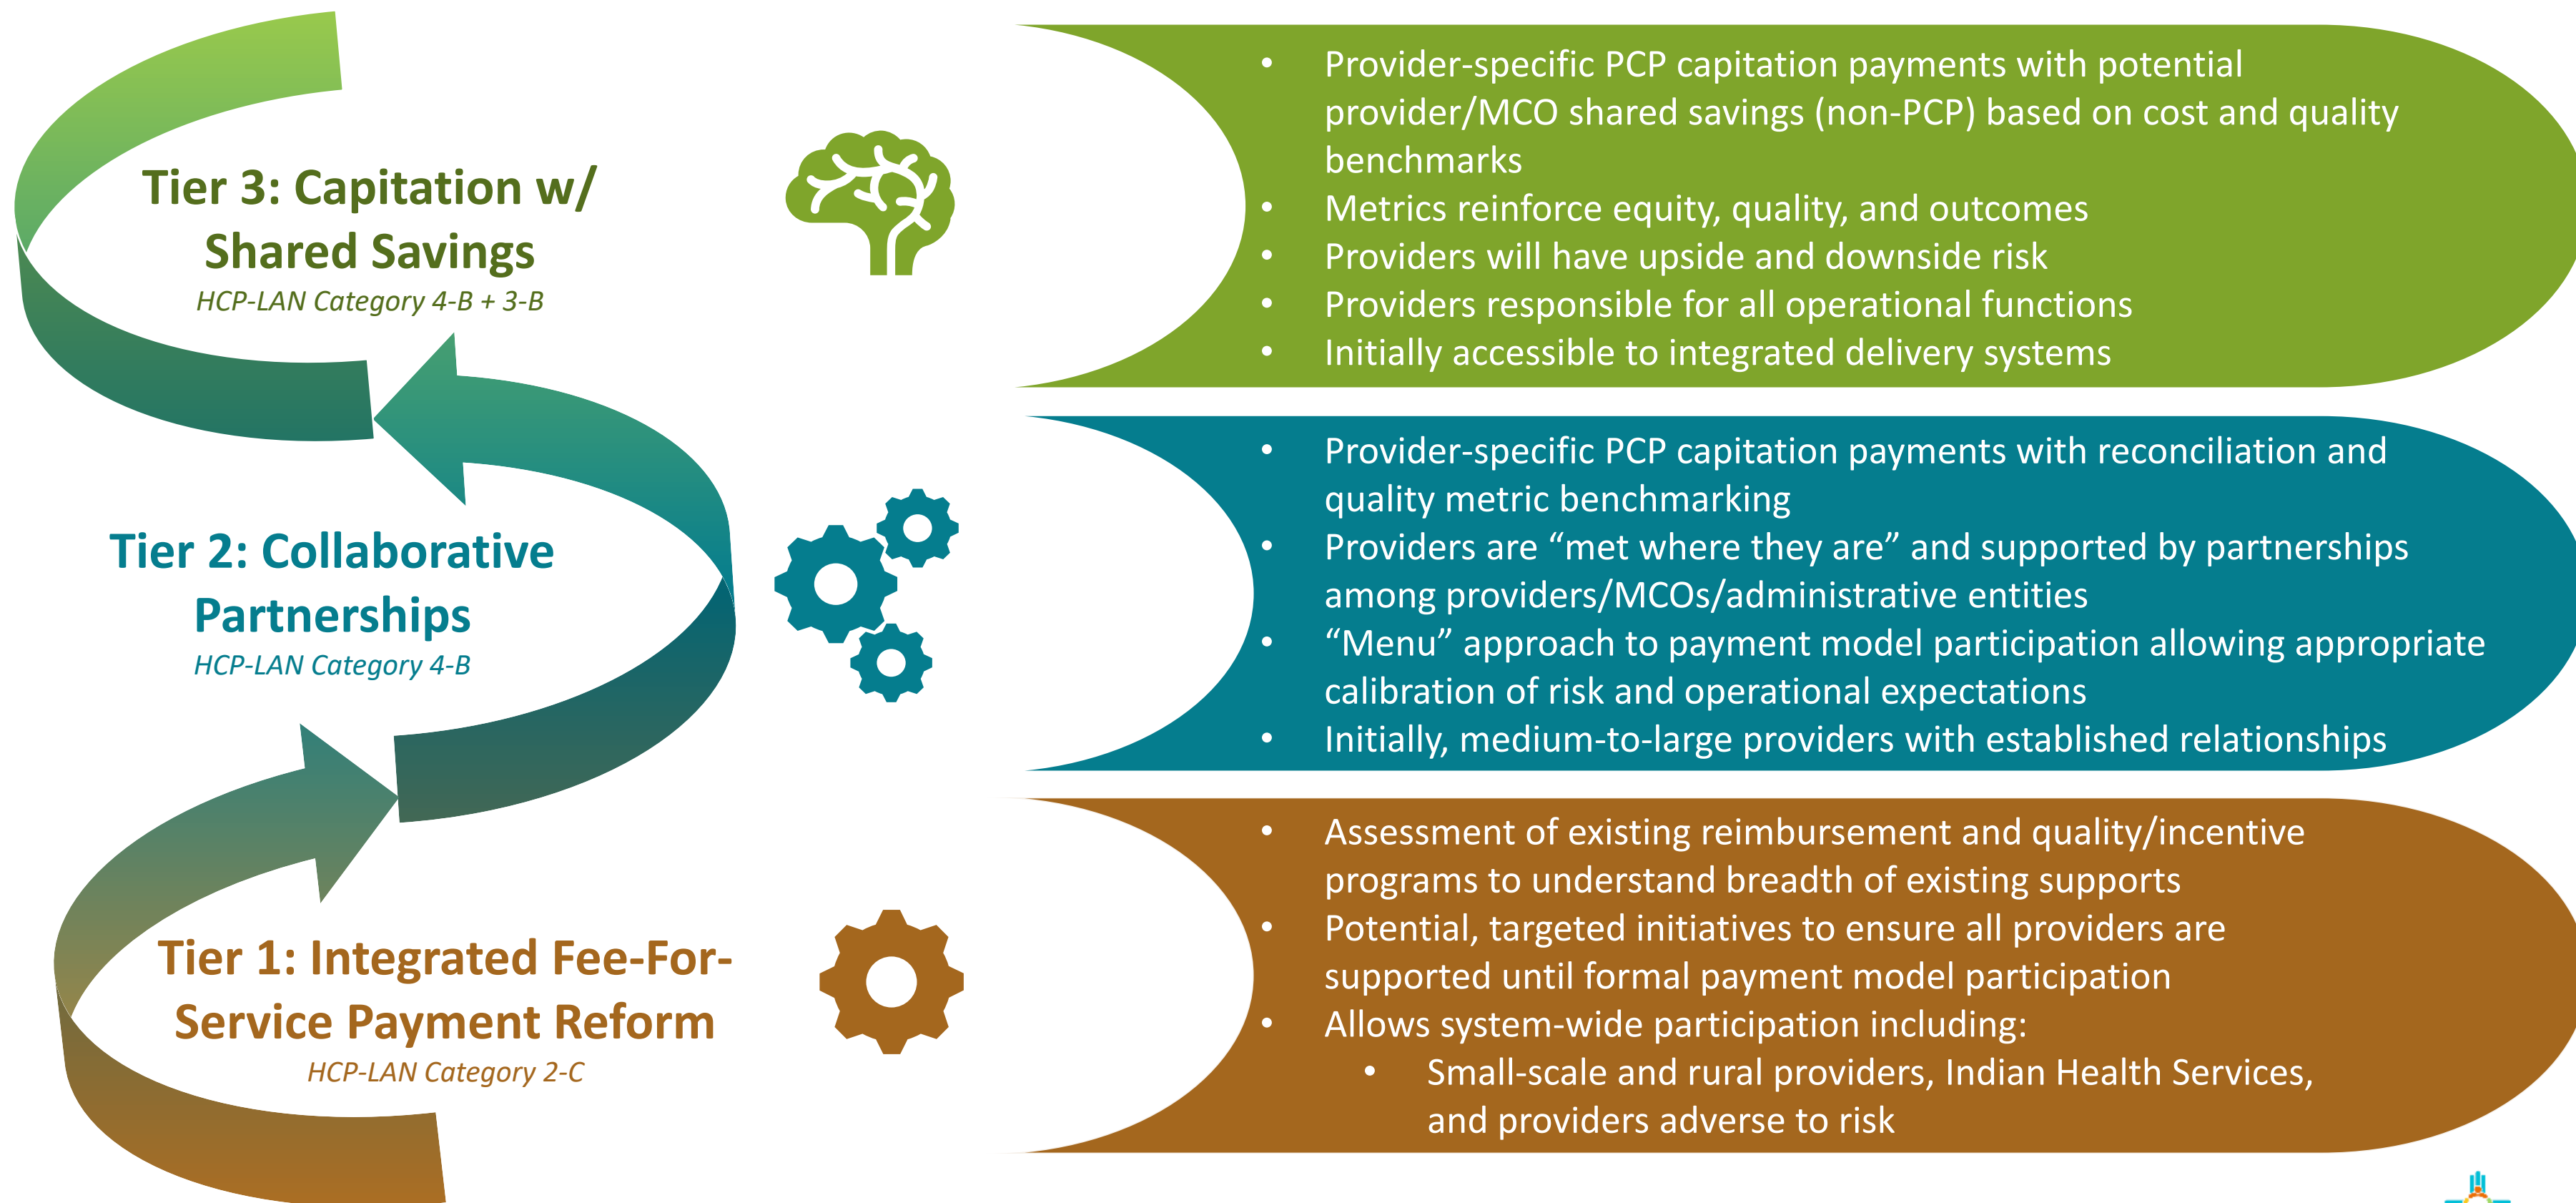 Tier 3: Capitation w/
Shared Savings
HCP-LAN Category 4-B + 3-B
• Provider-specific PCP capitation payments with potential
provider/MCO shared savings (non-PCP) based on cost and quality
benchmarks
• Metrics reinforce equity, quality, and outcomes
• Providers will have upside and downside risk
• Providers responsible for all operational functions
• Initially accessible to integrated delivery systems
Tier 2: Collaborative
Partnerships
HCP-LAN Category 4-B
• Provider-specific PCP capitation payments with reconciliation and
quality metric benchmarking
• Providers are “met where they are” and supported by partnerships
among providers/MCOs/administrative entities
• “Menu” approach to payment model participation allowing appropriate
calibration of risk and operational expectations
• Initially, medium-to-large providers with established relationships
Tier 1: Integrated Fee-For-
Service Payment Reform
HCP-LAN Category 2-C
• Assessment of existing reimbursement and quality/incentive
programs to understand breadth of existing supports
• Potential, targeted initiatives to ensure all providers are
supported until formal payment model participation
• Allows system-wide participation including:
• Small-scale and rural providers, Indian Health Services,
and providers adverse to risk